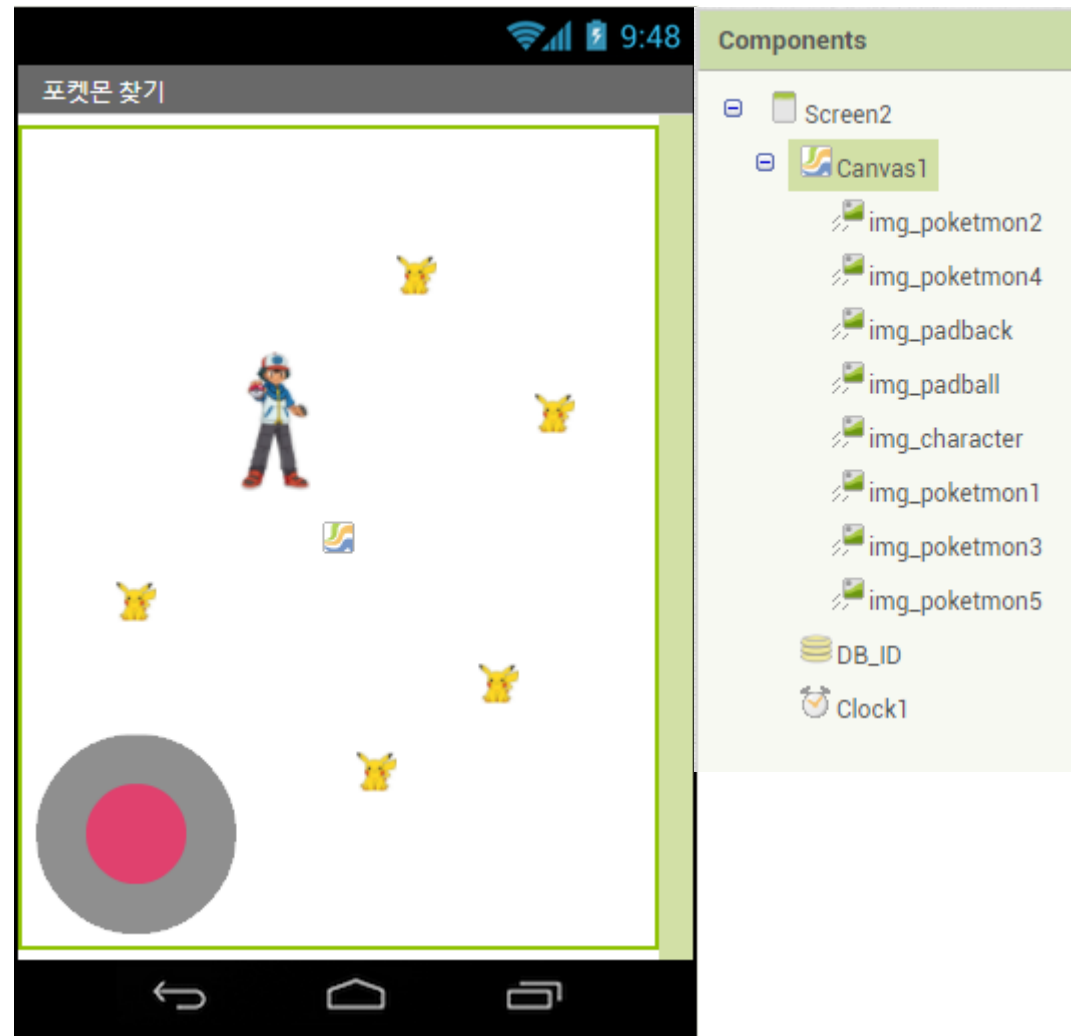 9:48
포켓몬 찾기
Components
Screen2
Canvas1
img_poketmon2
img_poketmon4
img_padback
img_padball
img_character
img_poketmon1
img_poketmon3
img_poketmon5
DB_ID
Clock1